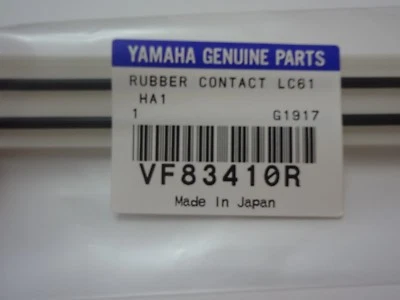 YAMAHA GENUINE PARTS
RUBBER CONTACT LC61
HA1
1 G1917
VF83410R
Made In Japan